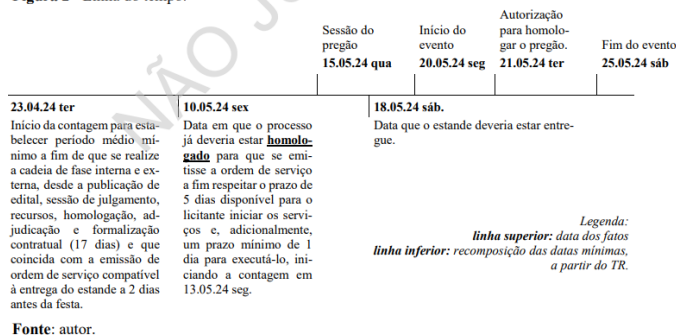 Sessão do
pregão
15.05.24 qua
Início do
evento
20.05.24 seg
Autorização
para homolo-
gar o pregão.
21.05.24 ter
Fim do evento
25.05.24 sáb
23.04.24 ter
Início da contagem para esta-
belecer período médio mí-
nimo a fim de que se realize
a cadeia de fase interna e ex-
terna, desde a publicação de
edital, sessão de julgamento,
recursos, homologação, ad-
judicação e formalização
contratual (17 dias) e que
coincida com a emissão de
ordem de serviço compatível
à entrega do estande a 2 dias
antes da festa.
10.05.24 sex
Data em que o processo
já deveria estar homolo-
gado para que se emi-
tisse a ordem de serviço
a fim respeitar o prazo de
5 dias disponível para o
licitante iniciar os servi-
ços e, adicionalmente,
um prazo mínimo de 1
dia para executá-lo, ini-
ciando a contagem em
13.05.24 seg.
18.05.24 sáb.
Data que o estande deveria estar entre-
gue.
Legenda:
linha superior: data dos fatos
linha inferior: recomposição das datas mínimas,
a partir do TR.
Fonte: autor.
NÃO